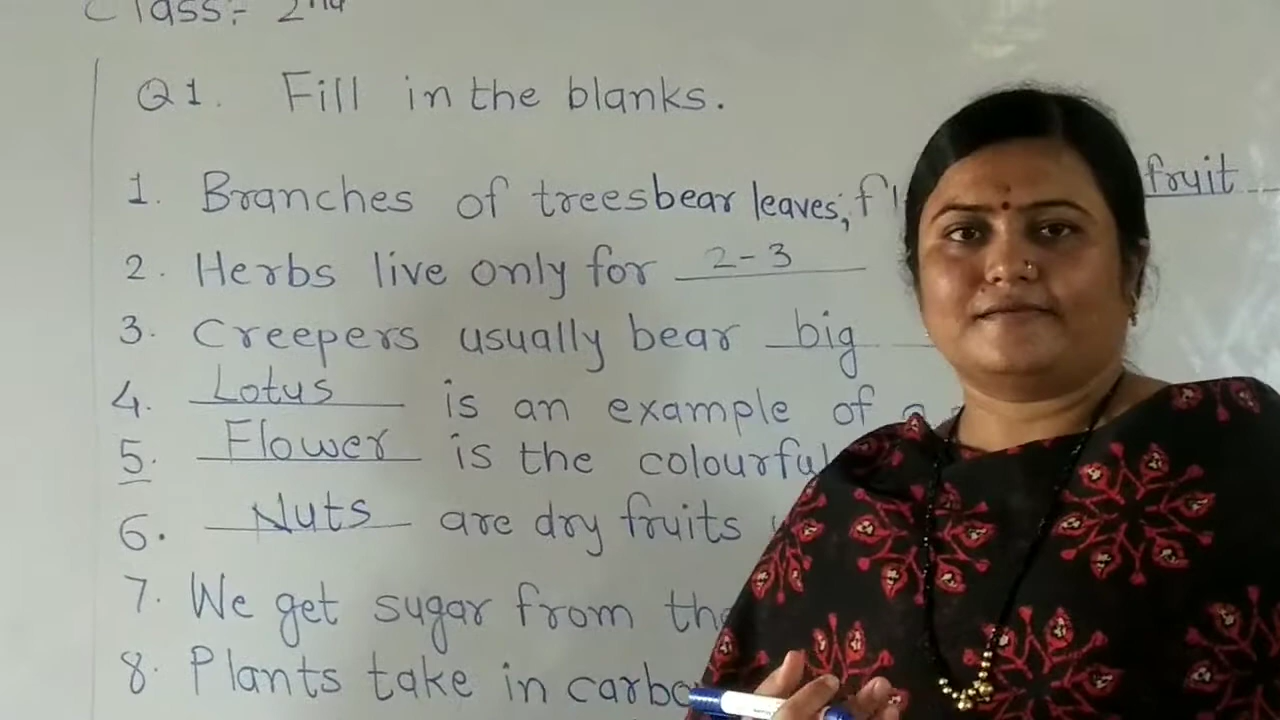 Class:- 2nd
Q1. Fill in the blanks.
1. Branches of trees bear leaves, fruit
2. Herbs live only for 2-3
3. Creepers usually bear big
4. Lotus is an example of a
5. Flower is the colourful
6. Nuts are dry fruits
7. We get sugar from the
8. Plants take in